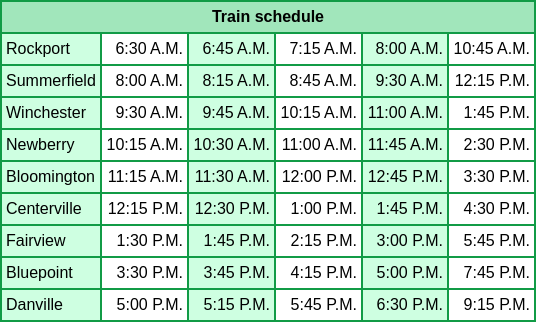 Train schedule
Rockport 6:30 A.M. 6:45 A.M. 7:15 A.M. 8:00 A.M. 10:45 A.M.
Summerfield 8:00 A.M. 8:15 A.M. 8:45 A.M. 9:30 A.M. 12:15 P.M.
Winchester 9:30 A.M. 9:45 A.M. 10:15 A.M. 11:00 A.M. 1:45 P.M.
Newberry 10:15 A.M. 10:30 A.M. 11:00 A.M. 11:45 A.M. 2:30 P.M.
Bloomington 11:15 A.M. 11:30 A.M. 12:00 P.M. 12:45 P.M. 3:30 P.M.
Centerville 12:15 P.M. 12:30 P.M. 1:00 P.M. 1:45 P.M. 4:30 P.M.
Fairview 1:30 P.M. 1:45 P.M. 2:15 P.M. 3:00 P.M. 5:45 P.M.
Bluepoint 3:30 P.M. 3:45 P.M. 4:15 P.M. 5:00 P.M. 7:45 P.M.
Danville 5:00 P.M. 5:15 P.M. 5:45 P.M. 6:30 P.M. 9:15 P.M.